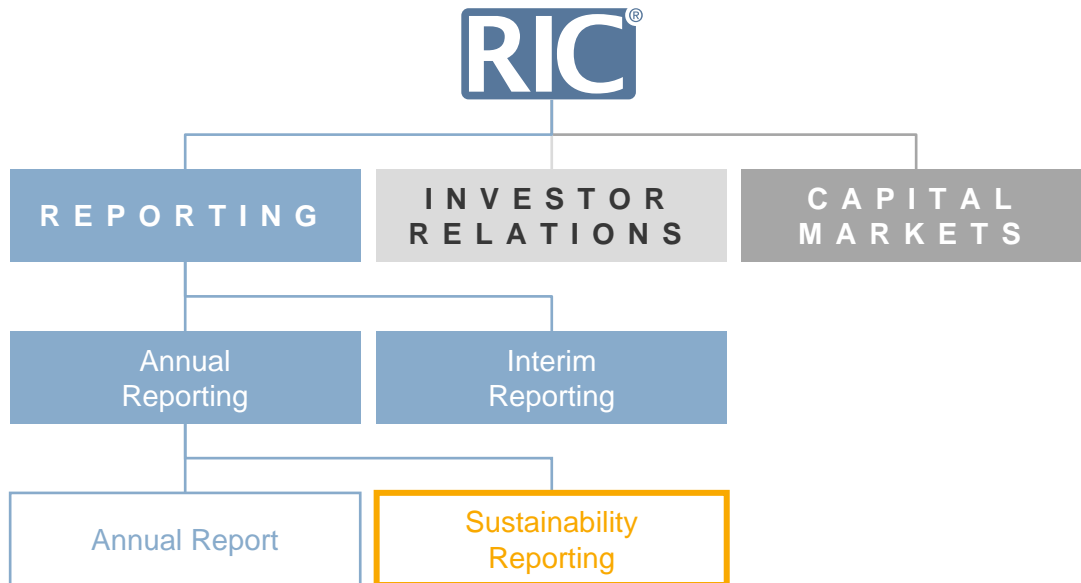 RIC®
REPORTING
INVESTOR
RELATIONS
CAPITAL
MARKETS
Annual
Reporting
Interim
Reporting
Annual Report
Sustainability
Reporting